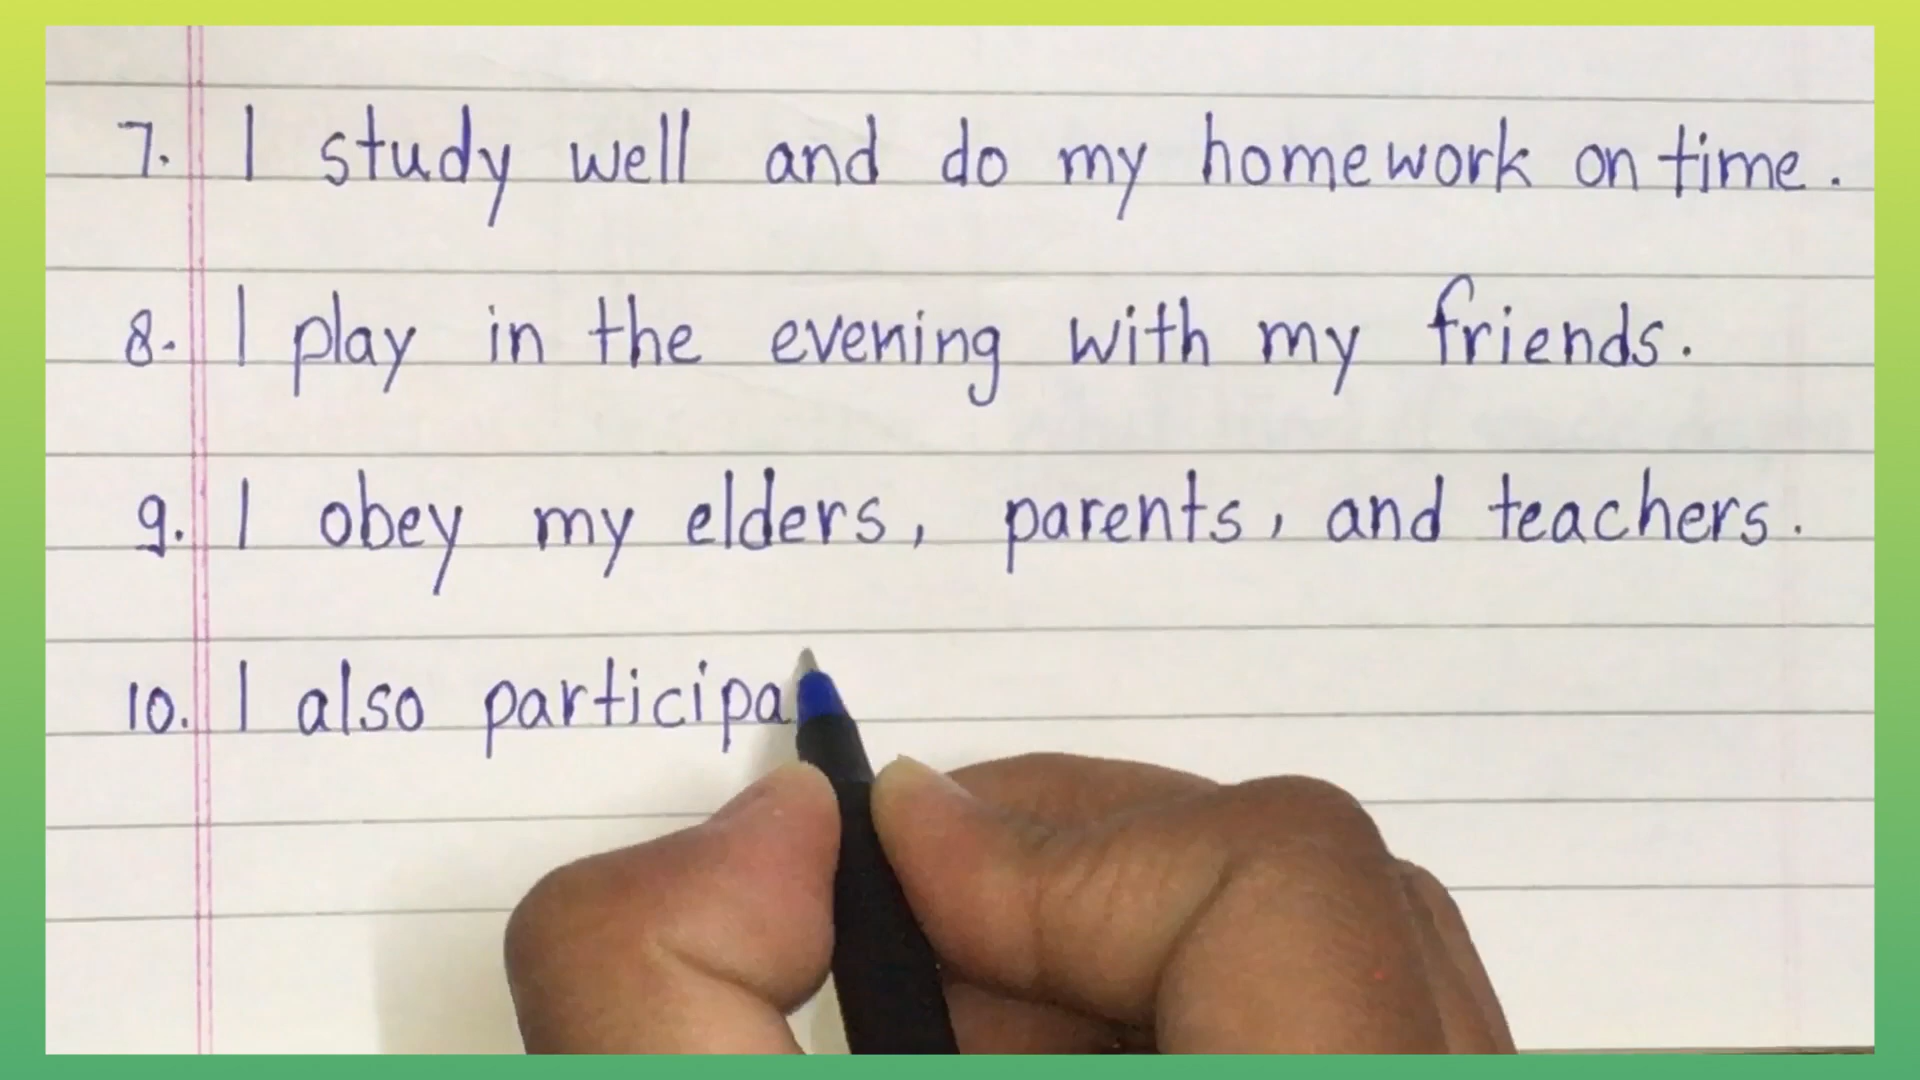 7. I study well and do my homework on time.
8. I play in the evening with my friends.
9. I obey my elders, parents, and teachers.
10. I also participa